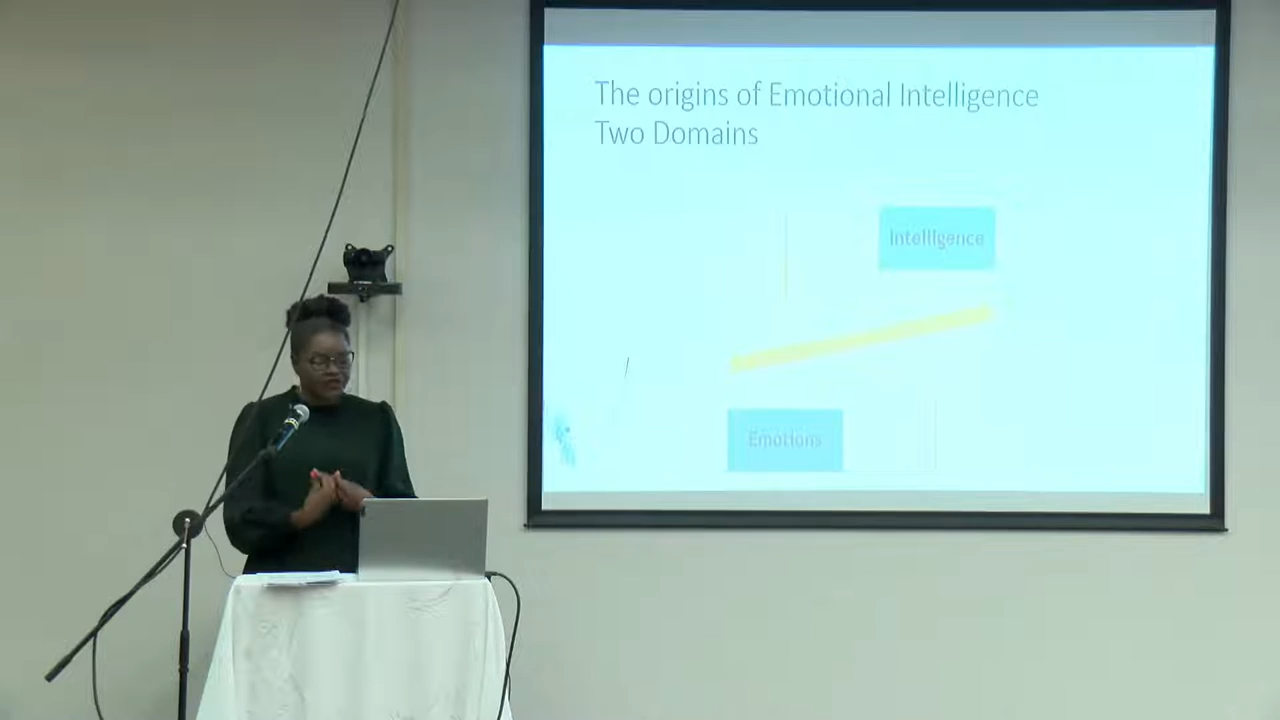 The origins of Emotional Intelligence
Two Domains
Intelligence
Emotions